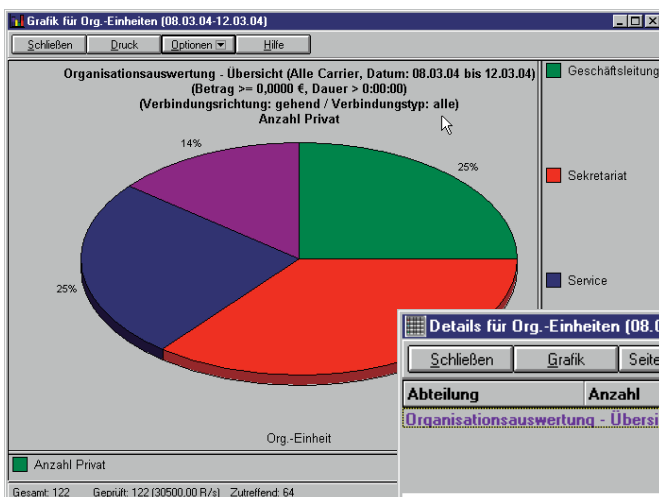 Grafik für Org.-Einheiten (08.03.04-12.03.04)
Schließen Druck Optionen Hilfe
Organisationsauswertung - Übersicht (Alle Carrier, Datum: 08.03.04 bis 12.03.04)
(Betrag >= 0,0000 €, Dauer > 0:00:00)
(Verbindungsrichtung: gehend / Verbindungstyp: alle)
Anzahl Privat
14%
25%
25%
Geschäftsleitung
Sekretariat
Service
Org.-Einheit
Anzahl Privat
Gesamt: 122 Geprüft: 122 (30500.00 R/s) Zutreffend: 64
Details für Org.-Einheiten (08.0
Schließen Grafik Seite
Abteilung Anzahl
Organisationsauswertung - Übersi